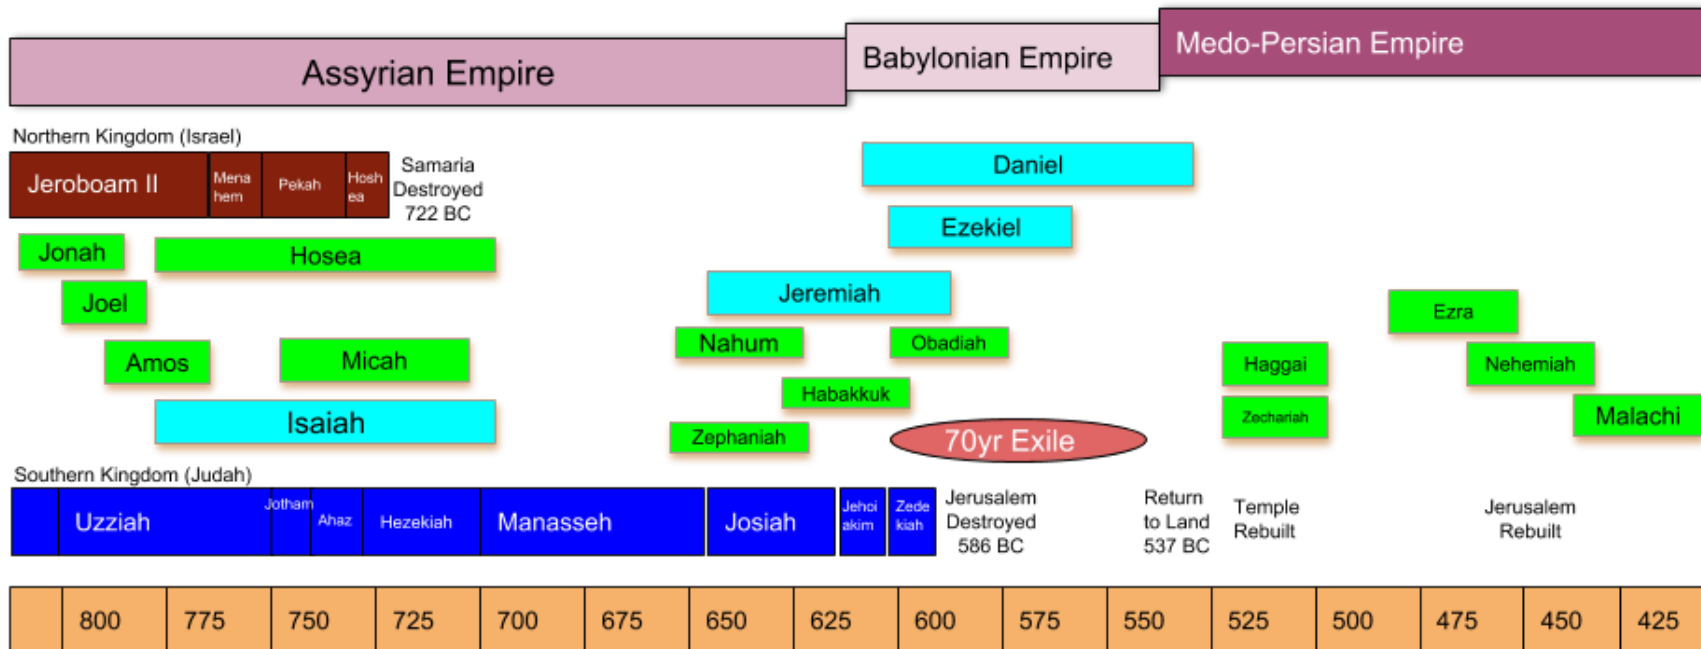 Assyrian Empire
Babylonian Empire
Medo-Persian Empire
Northern Kingdom (Israel)
Jeroboam II
Mena
hem
Pekah
Hosh
ea
Samaria
Destroyed
722 BC
Daniel
Ezekiel
Jonah
Hosea
Joel
Jeremiah
Ezra
Amos
Micah
Nahum
Obadiah
Haggai
Nehemiah
Habakkuk
Isaiah
Zephaniah
70yr Exile
Zechariah
Malachi
Southern Kingdom (Judah)
Uzziah
Jotham
Ahaz
Hezekiah
Manasseh
Josiah
Jehoi
akim
Zede
kiah
Jerusalem
Destroyed
586 BC
Return
to Land
537 BC
Temple
Rebuilt
Jerusalem
Rebuilt
800 775 750 725 700 675 650 625 600 575 550 525 500 475 450 425